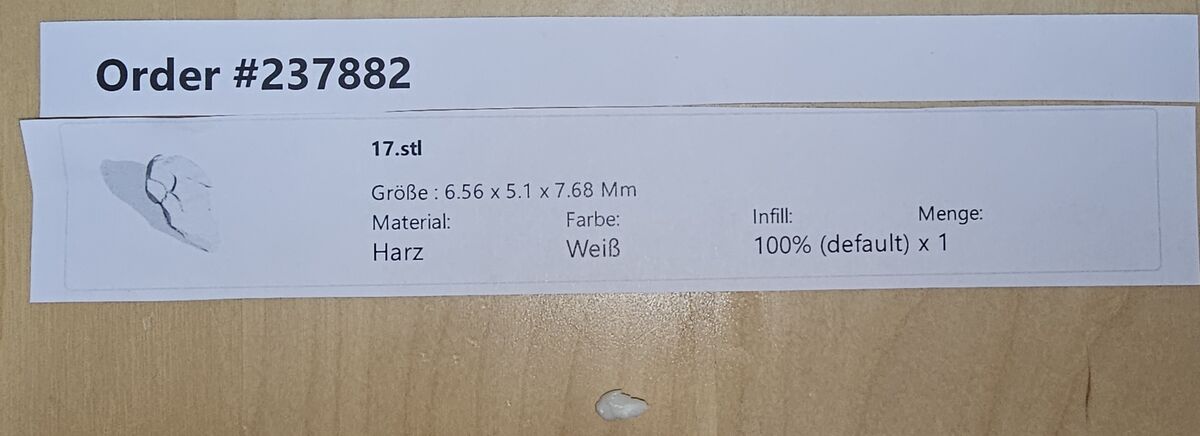 Order #237882
17.stl
Größe : 6.56 x 5.1 x 7.68 Mm
Material: Farbe: Infill: Menge:
Harz Weiß 100% (default) x 1